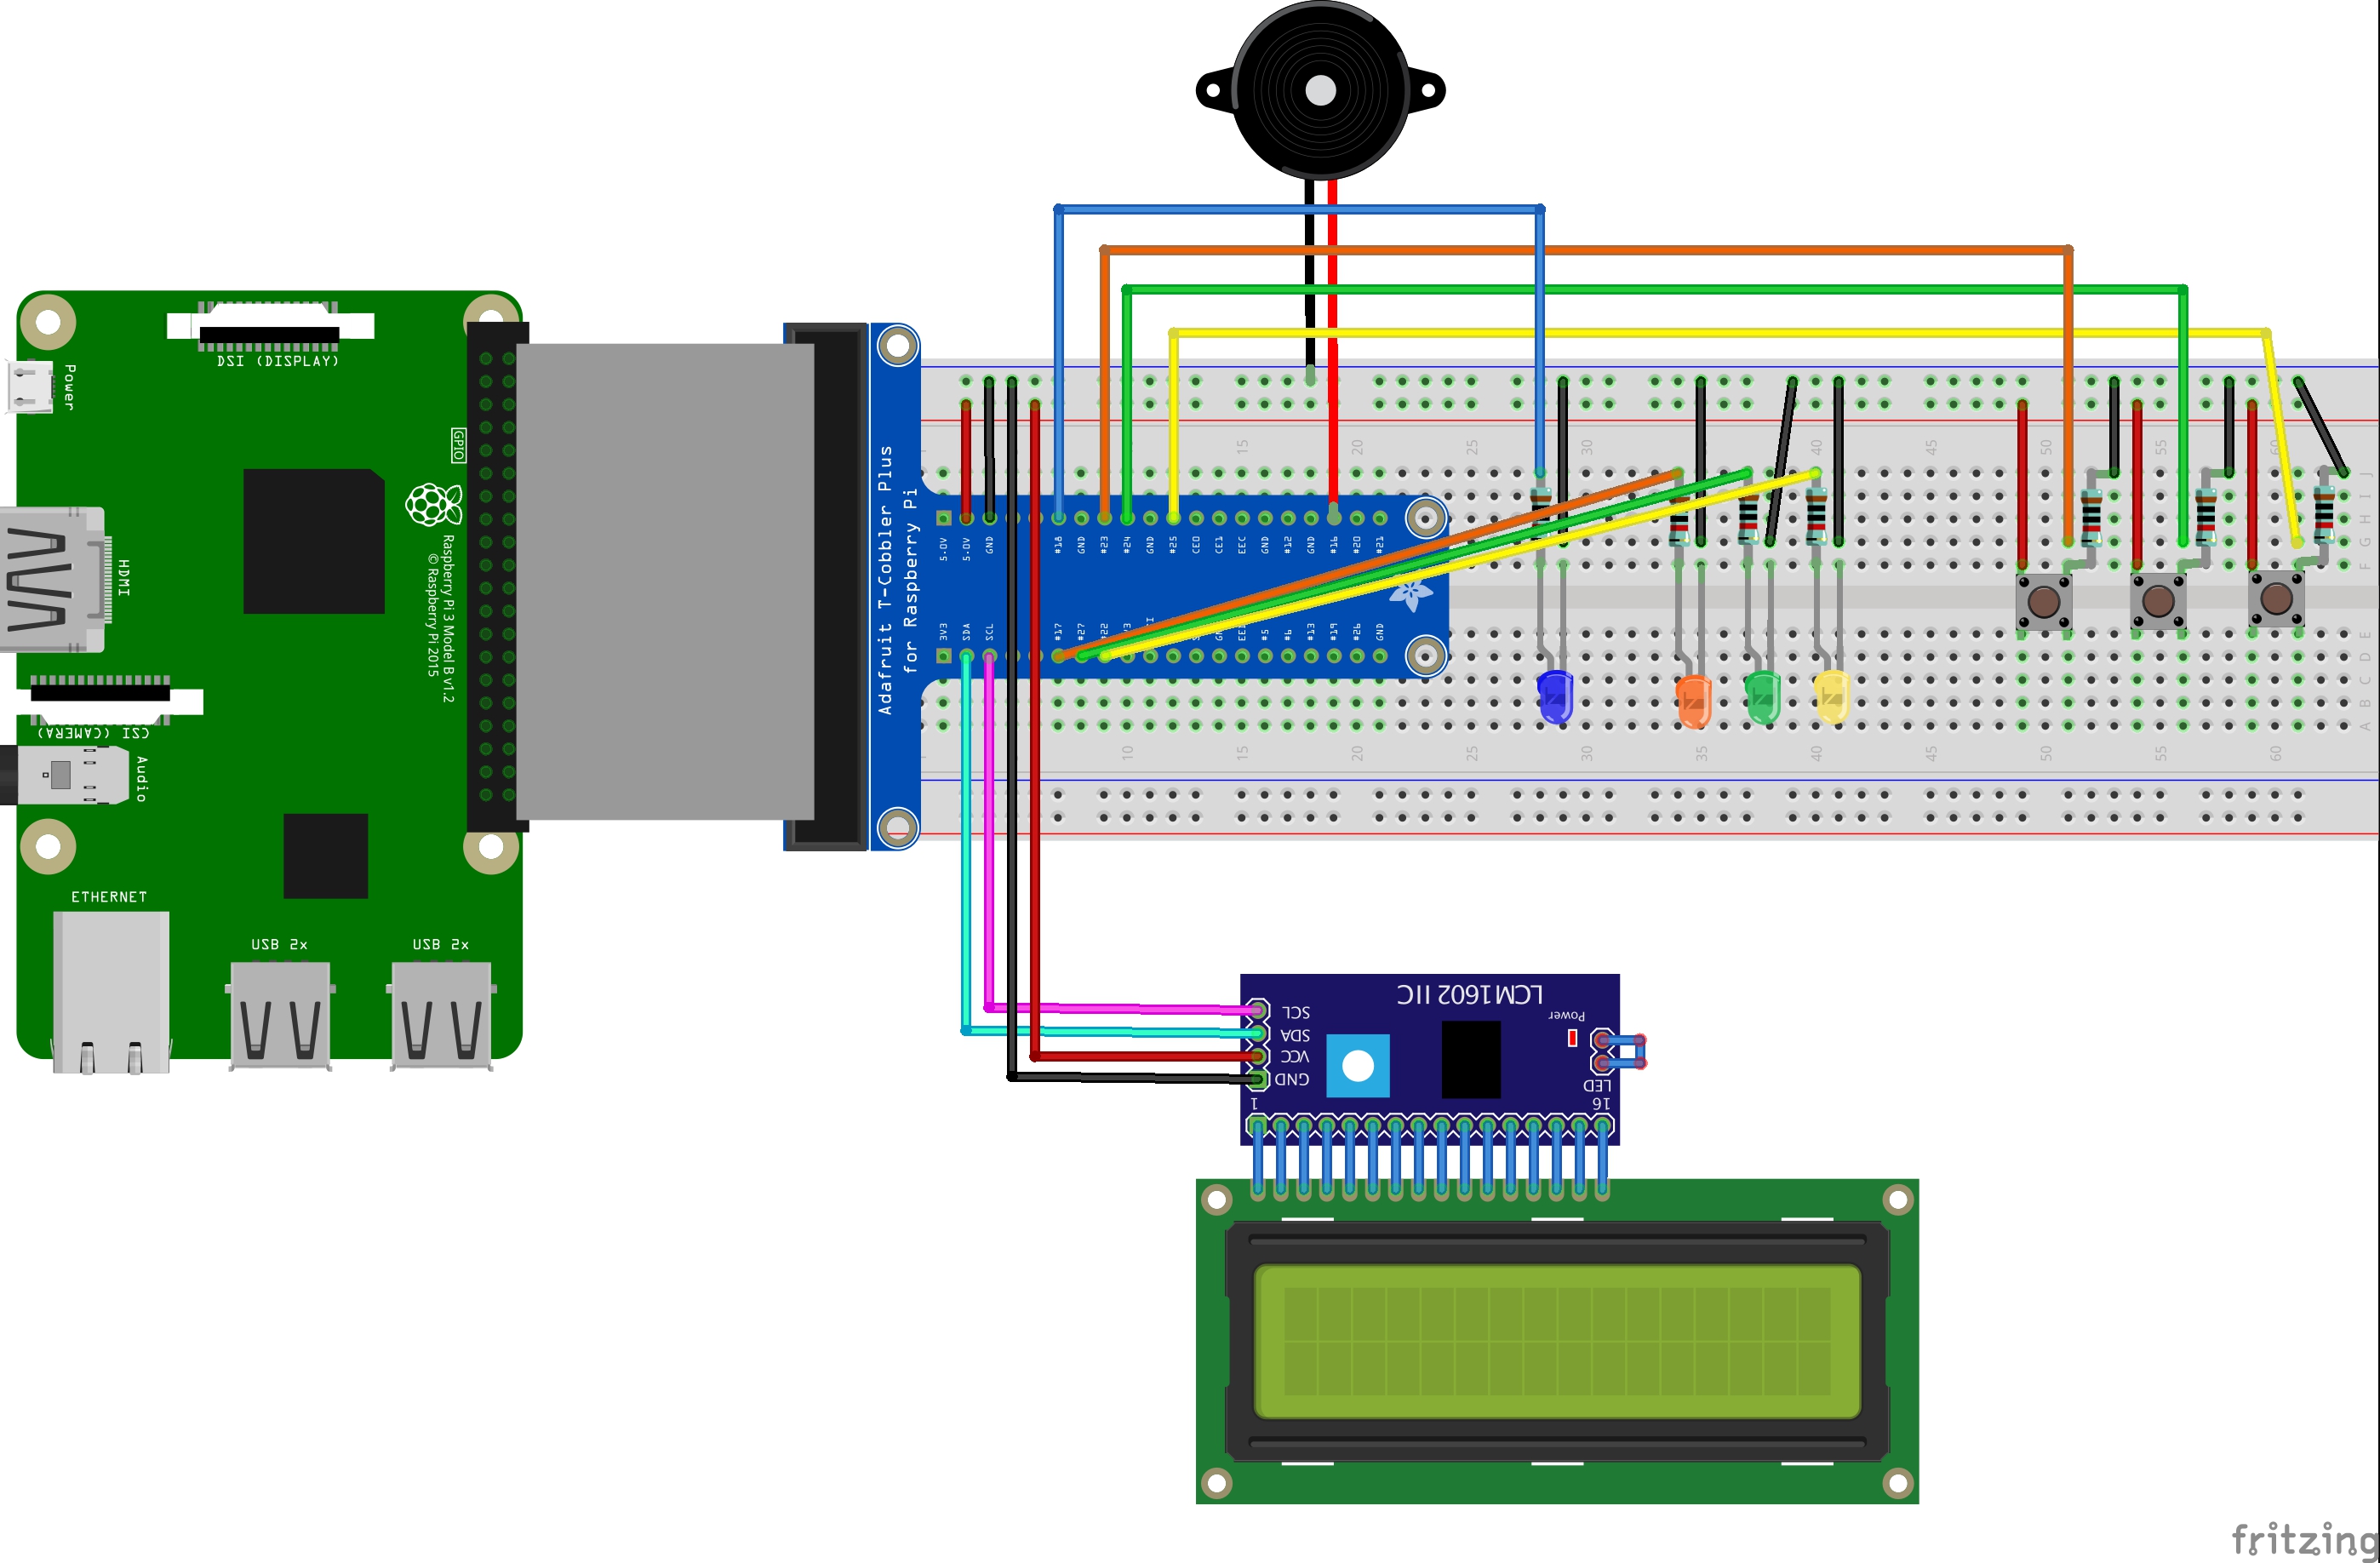 DSI (DISPLAY)
Power
GPIO
HDMI
Raspberry Pi 3 Model B v1.2
© Raspberry Pi 2015
CSI (CAMERA)
Audio
ETHERNET
USB 2x
USB 2x
Adafruit T-Cobbler Plus
for Raspberry Pi
5.0V
5.0V
GND
#18
GND
#23
#24
GND
#25
CE0
CE1
EEC
GND
#12
GND
#16
#20
#21
3V3
SDA
SCL
#17
#27
#22
#5
#6
#13
#19
#26
GND
15
20
25
30
40
45
50
55
60
J
I
H
G
F
E
D
C
B
A
10
15
20
25
30
35
40
45
50
55
60
LCM1602 IIC
SCL
SDA
VCC
GND
Power
LED
1
16
fritzing